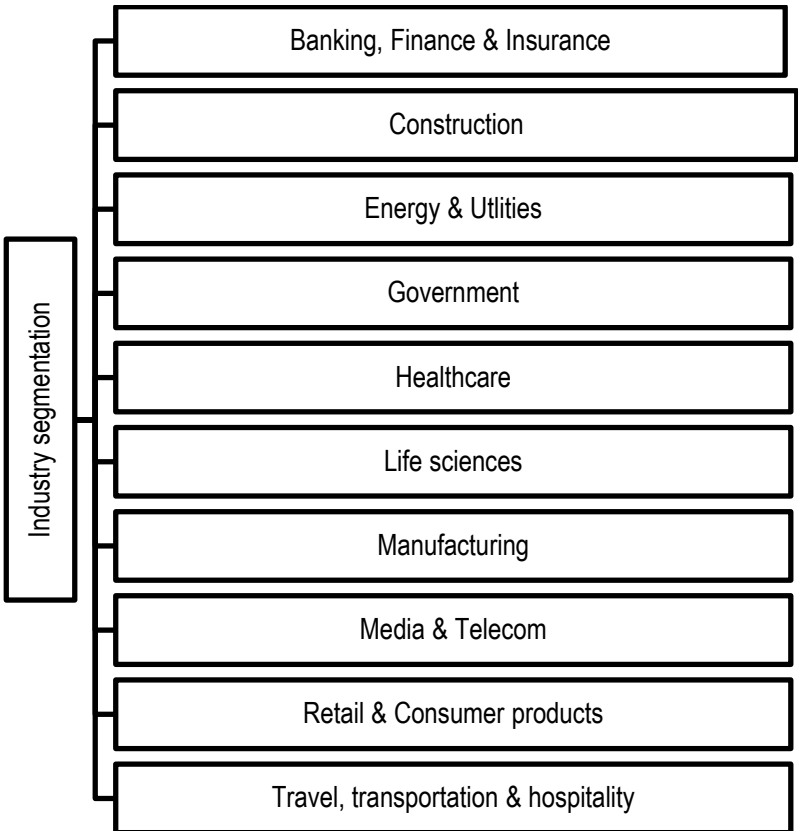 Banking, Finance & Insurance
Construction
Energy & Utlities
Government
Healthcare
Industry segmentation
Life sciences
Manufacturing
Media & Telecom
Retail & Consumer products
Travel, transportation & hospitality